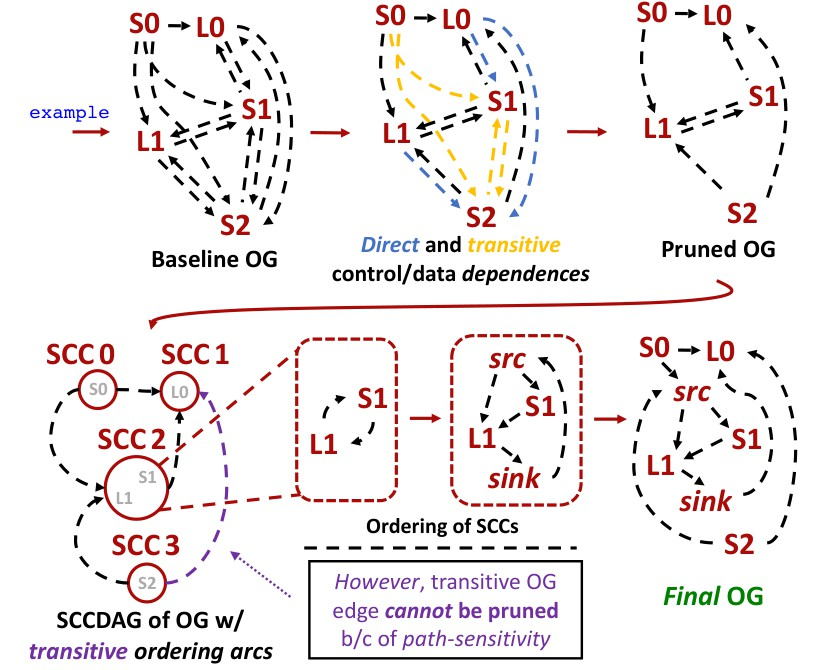 S0 L0
S1
L1
S2
example
Baseline OG
S0 L0
S1
L1
S2
Direct and transitive
control/data dependences
S0 L0
S1
L1
S2
Pruned OG
SCC 0 SCC 1
S0 L0
SCC 2
S1
L1
SCC 3
S2
SCCDAG of OG w/
transitive ordering arcs
S1
L1
src
S1
L1
sink
Ordering of SCCs
However, transitive OG
edge cannot be pruned
b/c of path-sensitivity
S0 L0
src
S1
L1
sink
S2
Final OG